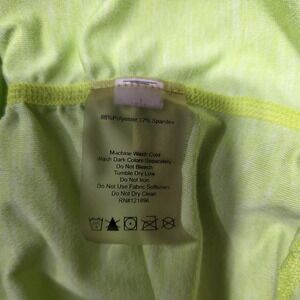 88%Polyester 12% Spandex
Machine Wash Cold
Wash Dark Colors Separately
Do Not Bleach
Tumble Dry Low
Do Not Iron
Do Not Use Fabric Softeners
Do Not Dry Clean
RN#121896